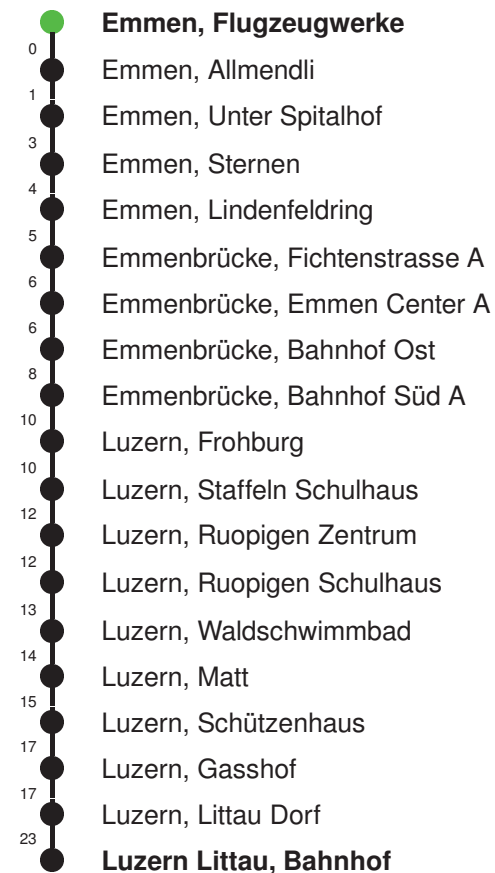 Emmen, Flugzeugwerke
0
Emmen, Allmendli
1
Emmen, Unter Spitalhof
3
Emmen, Sternen
4
Emmen, Lindenfeldring
5
Emmenbrücke, Fichtenstrasse A
6
Emmenbrücke, Emmen Center A
6
Emmenbrücke, Bahnhof Ost
8
Emmenbrücke, Bahnhof Süd A
10
Luzern, Frohburg
10
Luzern, Staffeln Schulhaus
12
Luzern, Ruopigen Zentrum
12
Luzern, Ruopigen Schulhaus
13
Luzern, Waldschwimmbad
14
Luzern, Matt
15
Luzern, Schützenhaus
17
Luzern, Gasshof
17
Luzern, Littau Dorf
23
Luzern Littau, Bahnhof